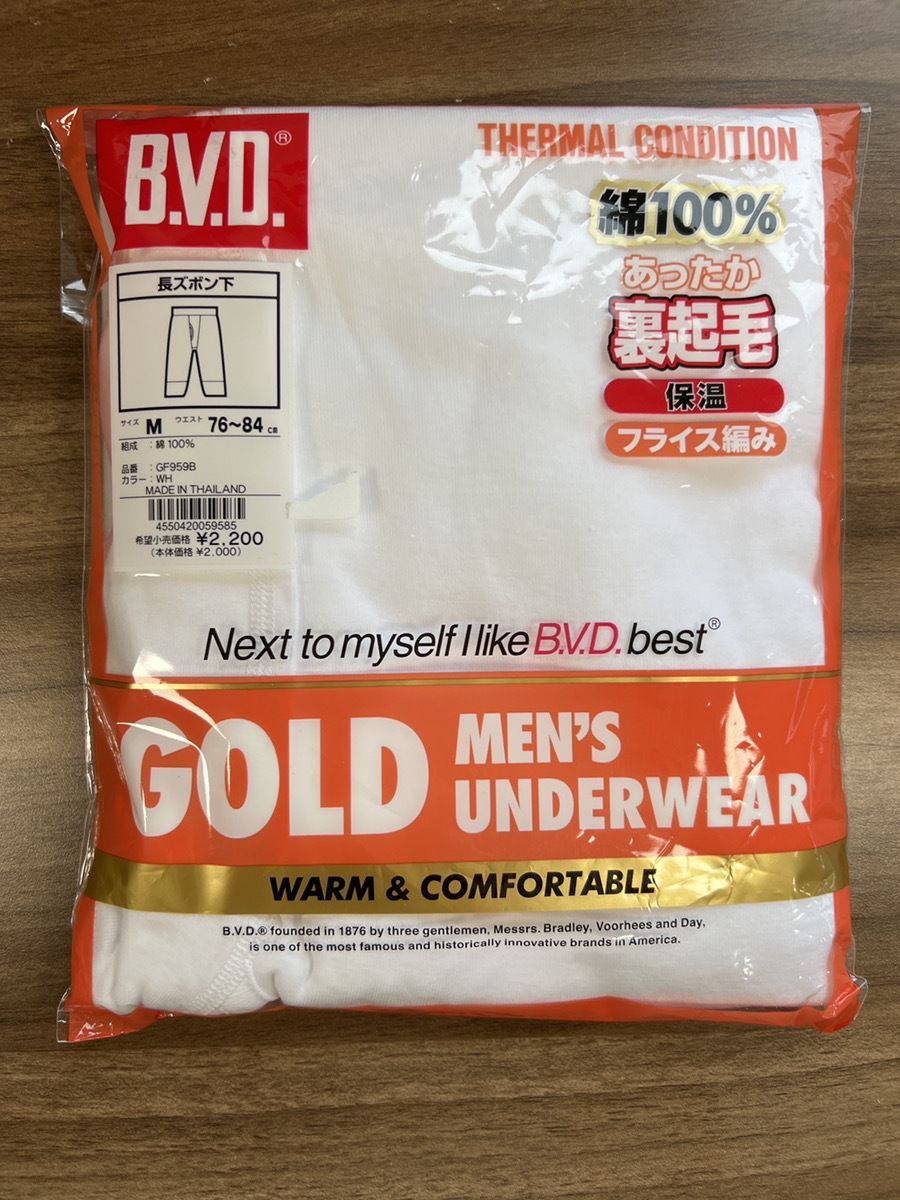 B.V.D.®
THERMAL CONDITION
綿100%
あったか
裏起毛
保温
フライス編み
長ズボン下
サイズ M ウエスト 76〜84 cm
組成 : 綿 100%
品番 : GF959B
カラー : WH
MADE IN THAILAND
4550420059585
希望小売価格 ¥2,200
(本体価格 ¥2,000)
Next to myself I like B.V.D. best®
GOLD
MEN'S
UNDERWEAR
WARM & COMFORTABLE
B.V.D.® founded in 1876 by three gentlemen, Messrs. Bradley, Voorhees and Day,
is one of the most famous and historically innovative brands in America.